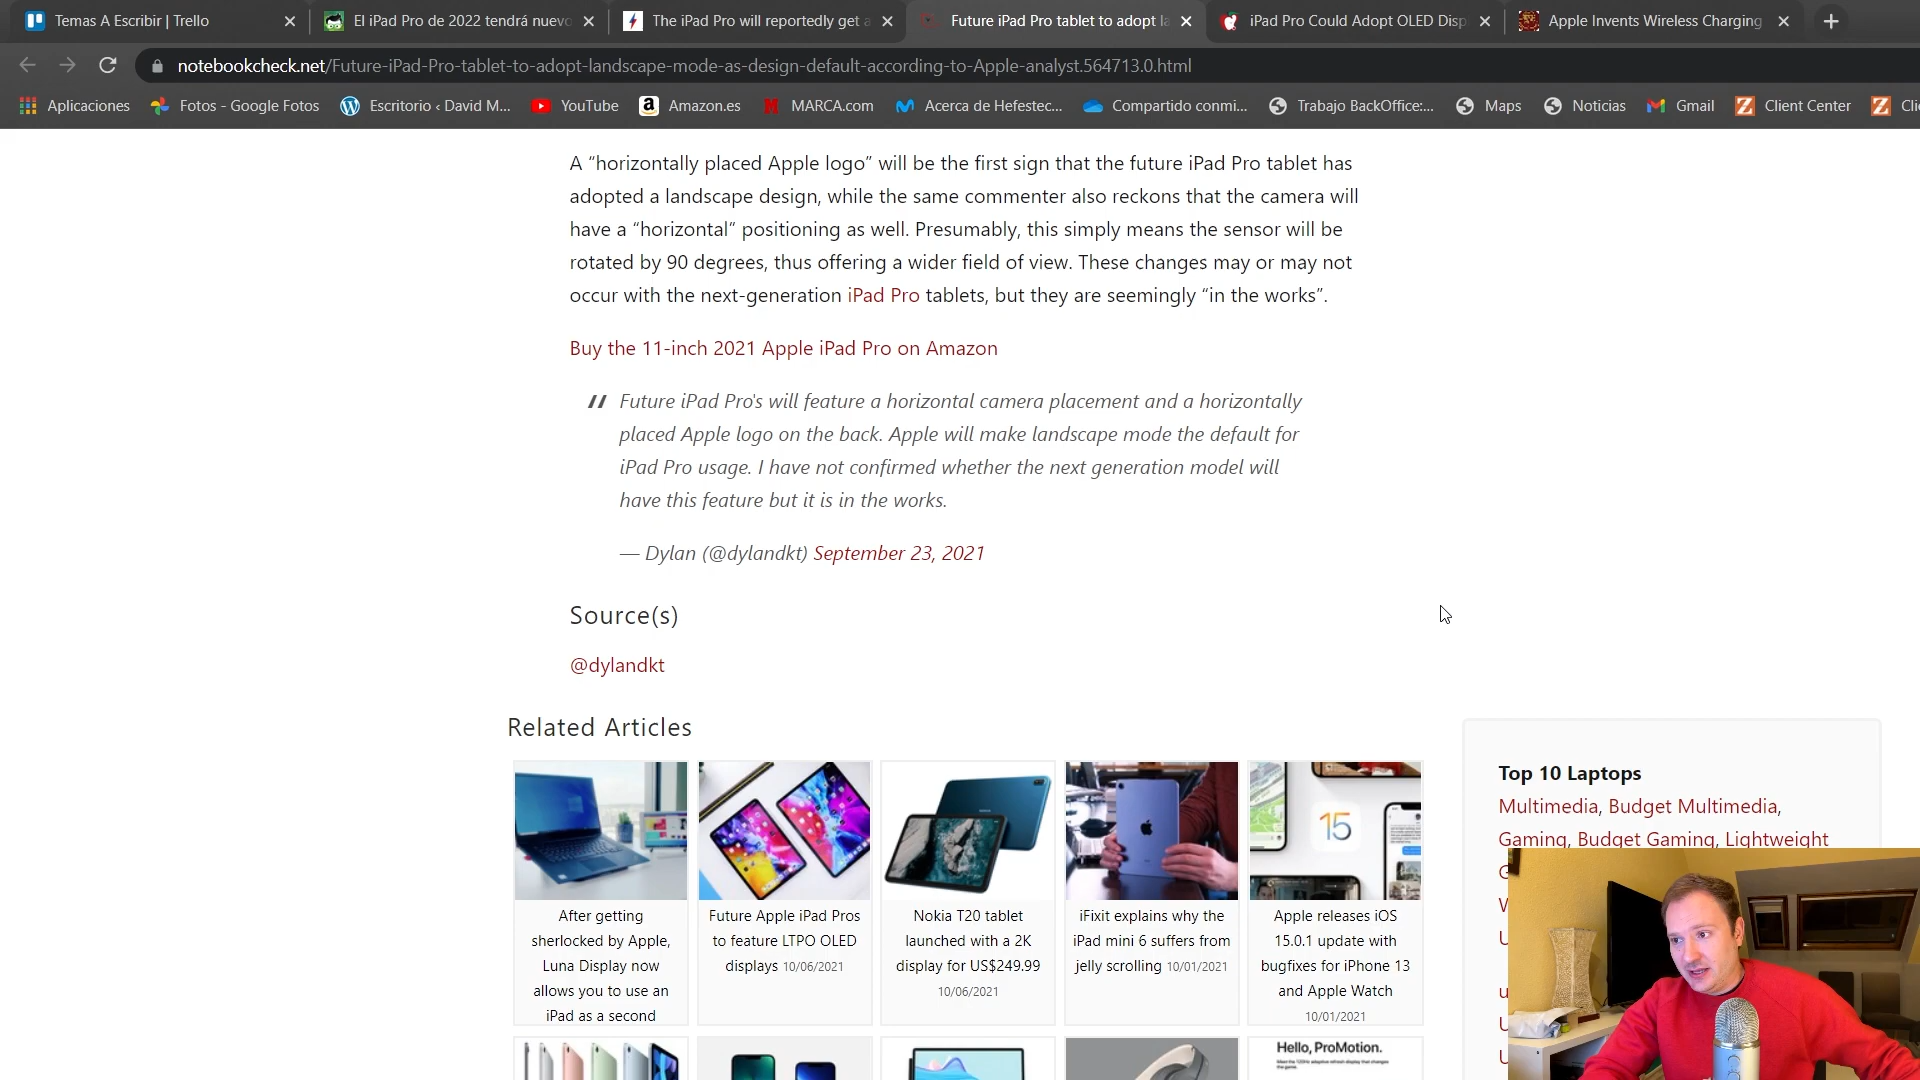 Temas A Escribir | Trello
El iPad Pro de 2022 tendrá nuevo
The iPad Pro will reportedly get a
Future iPad Pro tablet to adopt la
iPad Pro Could Adopt OLED Disp
Apple Invents Wireless Charging
notebookcheck.net/Future-iPad-Pro-tablet-to-adopt-landscape-mode-as-design-default-according-to-Apple-analyst.564713.0.html
Aplicaciones
Fotos - Google Fotos
Escritorio ‹ David M...
YouTube
Amazon.es
MARCA.com
Acerca de Hefestec...
Compartido conmi...
Trabajo BackOffice:...
Maps
Noticias
Gmail
Client Center
Cli
A “horizontally placed Apple logo” will be the first sign that the future iPad Pro tablet has
adopted a landscape design, while the same commenter also reckons that the camera will
have a “horizontal” positioning as well. Presumably, this simply means the sensor will be
rotated by 90 degrees, thus offering a wider field of view. These changes may or may not
occur with the next-generation iPad Pro tablets, but they are seemingly “in the works”.
Buy the 11-inch 2021 Apple iPad Pro on Amazon
Future iPad Pro's will feature a horizontal camera placement and a horizontally
placed Apple logo on the back. Apple will make landscape mode the default for
iPad Pro usage. I have not confirmed whether the next generation model will
have this feature but it is in the works.
— Dylan (@dylandkt) September 23, 2021
Source(s)
@dylandkt
Related Articles
After getting
sherlocked by Apple,
Luna Display now
allows you to use an
iPad as a second
Future Apple iPad Pros
to feature LTPO OLED
displays 10/06/2021
Nokia T20 tablet
launched with a 2K
display for US$249.99
10/06/2021
iFixit explains why the
iPad mini 6 suffers from
jelly scrolling 10/01/2021
15
Apple releases iOS
15.0.1 update with
bugfixes for iPhone 13
and Apple Watch
10/01/2021
Hello, ProMotion.
Top 10 Laptops
Multimedia, Budget Multimedia,
Gaming, Budget Gaming, Lightweight